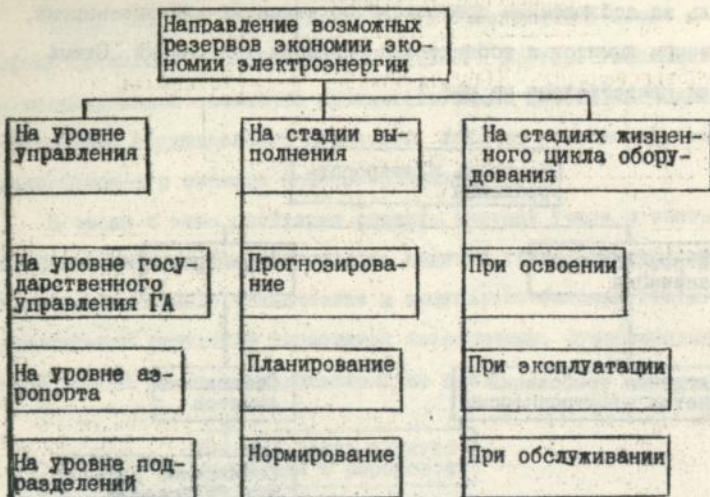 Направление возможных
резервов экономии эко
номии электроэнергии
На уровне
управления
На стадии вы-
полнения
На стадиях жизнен-
ного цикла обору-
дования
На уровне госу-
дарственного
управления ГА
Прогнозирова-
ние
При освоении
На уровне аэ-
ропорта
Планирование
При эксплуатации
На уровне под-
разделений
Нормирование
При обслуживании